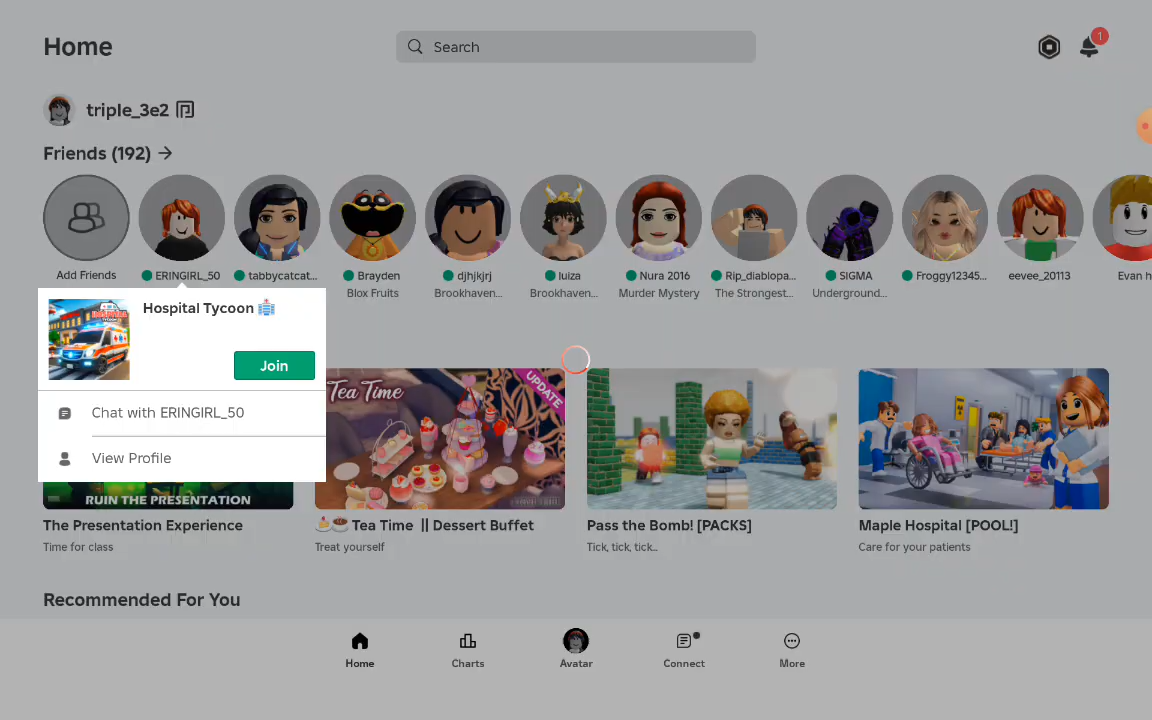 Home
Search
1
triple_3e2
Friends (192)
Add Friends
ERINGIRL_50
tabbycatcat...
Brayden
djhjkjrj
luiza
Nura 2016
Rip_diablopa...
SIGMA
Froggy12345...
eevee_20113
Evan h
Blox Fruits
Brookhaven...
Brookhaven...
Murder Mystery
The Strongest...
Underground...
Hospital Tycoon
HOSPITAL
Join
Chat with ERINGIRL_50
View Profile
Tea Time
UPDATE
RUIN THE PRESENTATION
The Presentation Experience
Time for class
Tea Time || Dessert Buffet
Treat yourself
Pass the Bomb! [PACKS]
Tick, tick, tick...
Maple Hospital [POOL!]
Care for your patients
Recommended For You
Home
Charts
Avatar
Connect
More